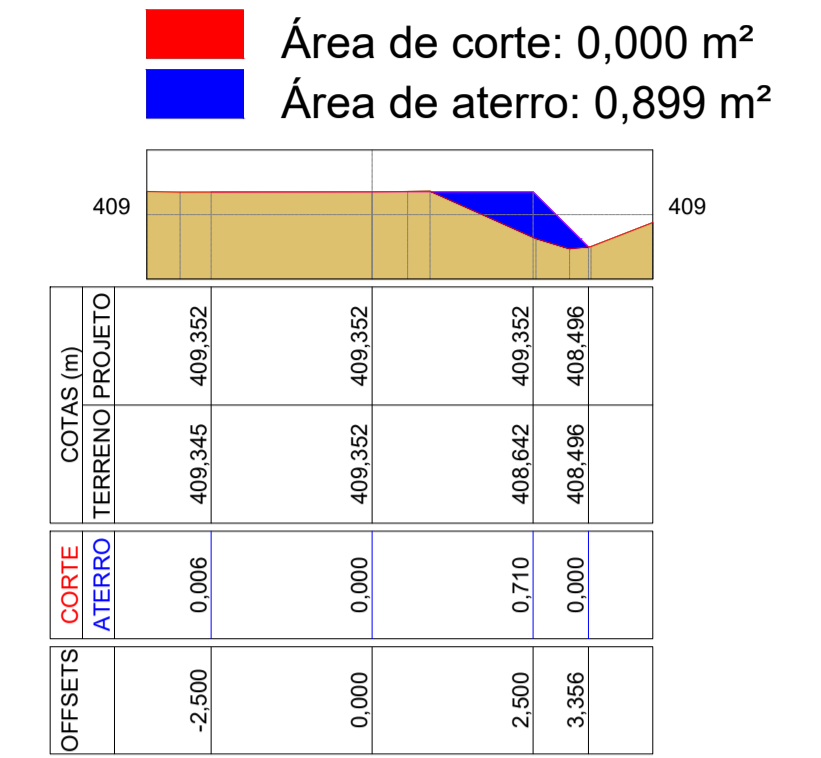 Área de corte: 0,000 m²
Área de aterro: 0,899 m²
409
409
COTAS (m)
PROJETO
409,352
409,352
409,352
408,496
TERRENO
409,345
409,352
408,642
408,496
CORTE
ATERRO
0,006
0,000
0,710
0,000
OFFSETS
-2,500
0,000
2,500
3,356